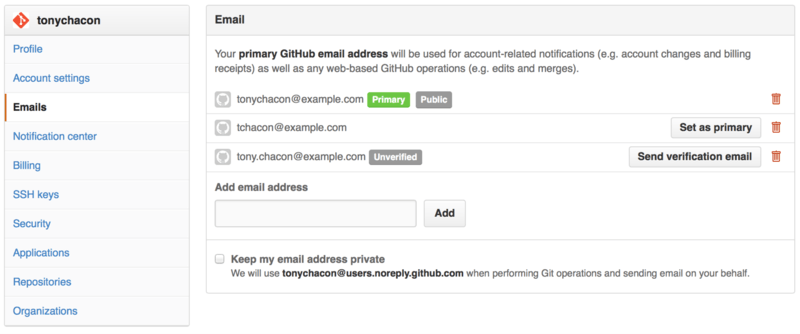 tonychacon
Profile
Account settings
Emails
Notification center
Billing
SSH keys
Security
Applications
Repositories
Organizations
Email
Your primary GitHub email address will be used for account-related notifications (e.g. account changes and billing
receipts) as well as any web-based GitHub operations (e.g. edits and merges).
tonychacon@example.com Primary Public
tchacon@example.com Set as primary
tony.chacon@example.com Unverified Send verification email
Add email address
Add
Keep my email address private
We will use tonychacon@users.noreply.github.com when performing Git operations and sending email on your behalf.